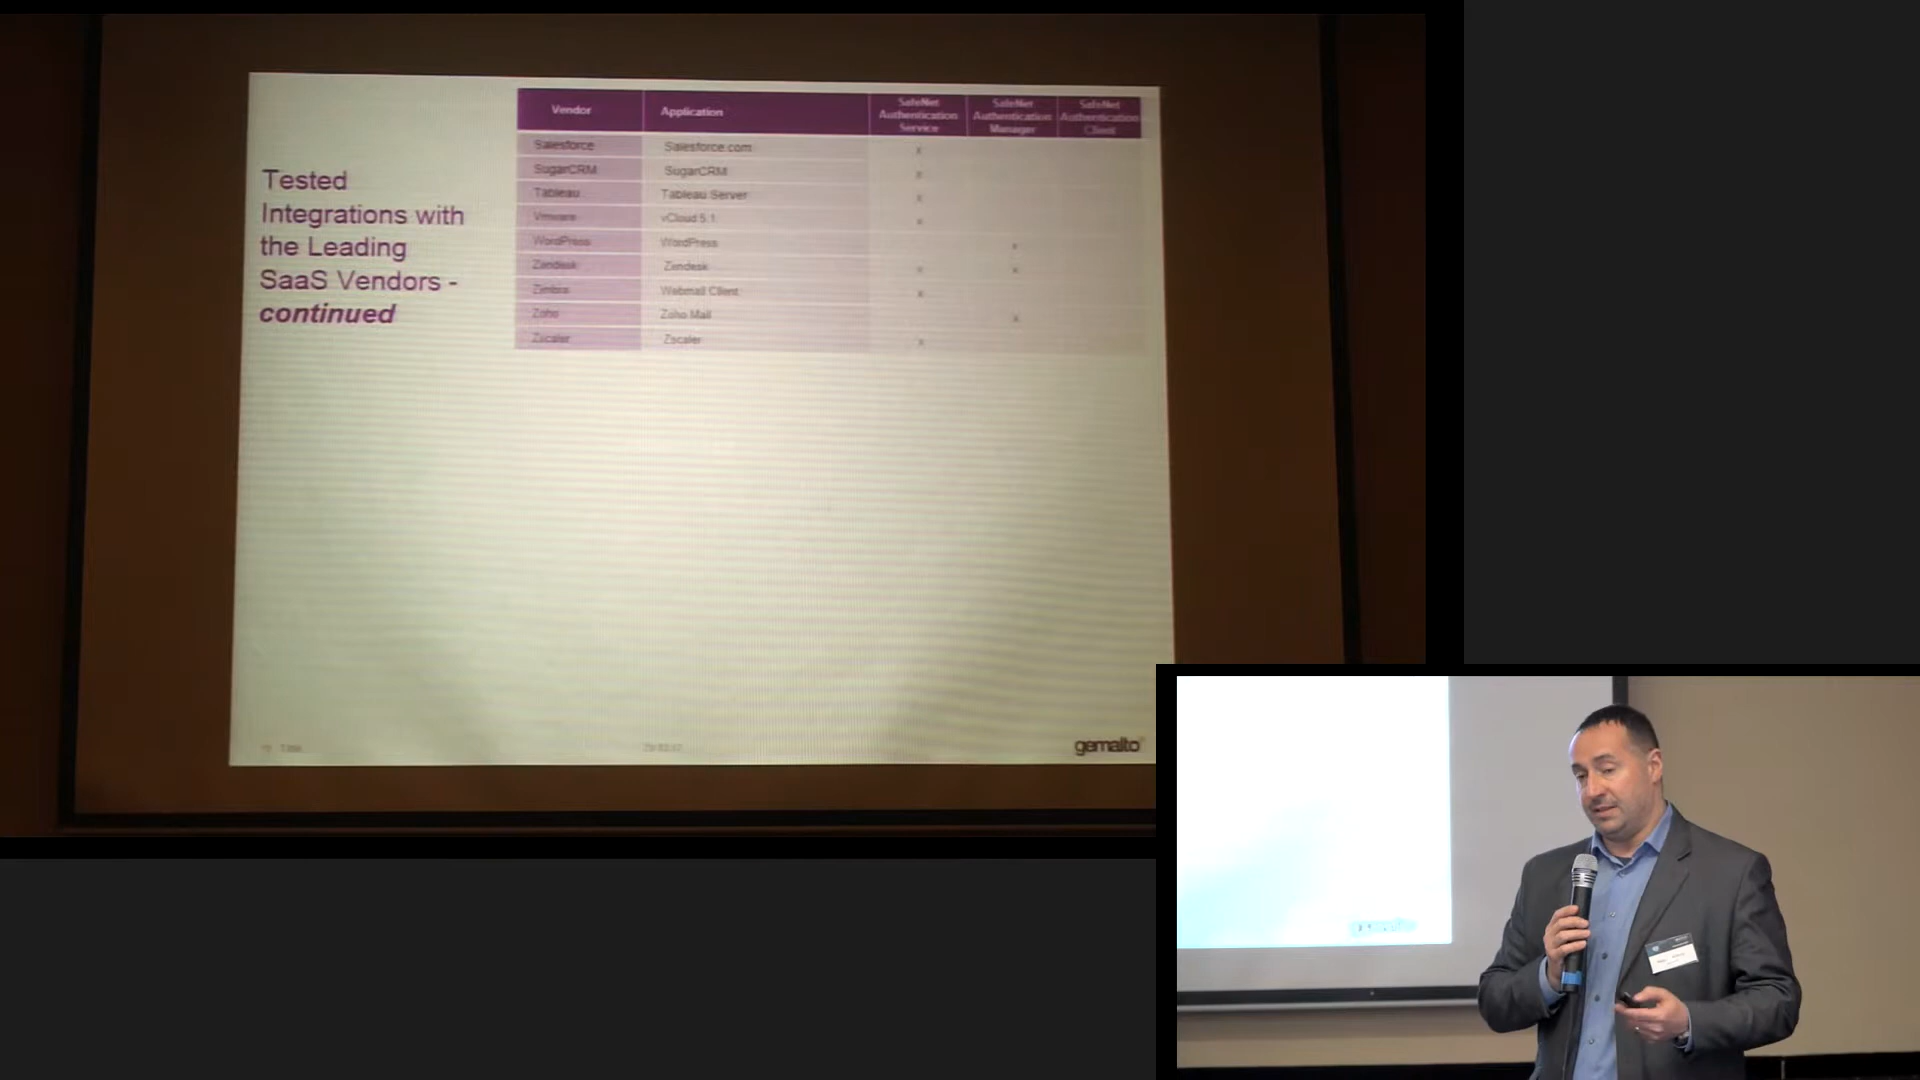 Tested
Integrations with
the Leading
SaaS Vendors -
continued
Vendor Application SafeNet Authentication Service SafeNet Authentication Manager SafeNet Authentication Client
Salesforce Salesforce.com x
SugarCRM SugarCRM x
Tableau Tableau Server x
Vmware vCloud 5.1 x
WordPress WordPress x
Zendesk Zendesk x x
Zimbra Webmail Client x
Zoho Zoho Mail x
Zscaler Zscaler x
gemalto